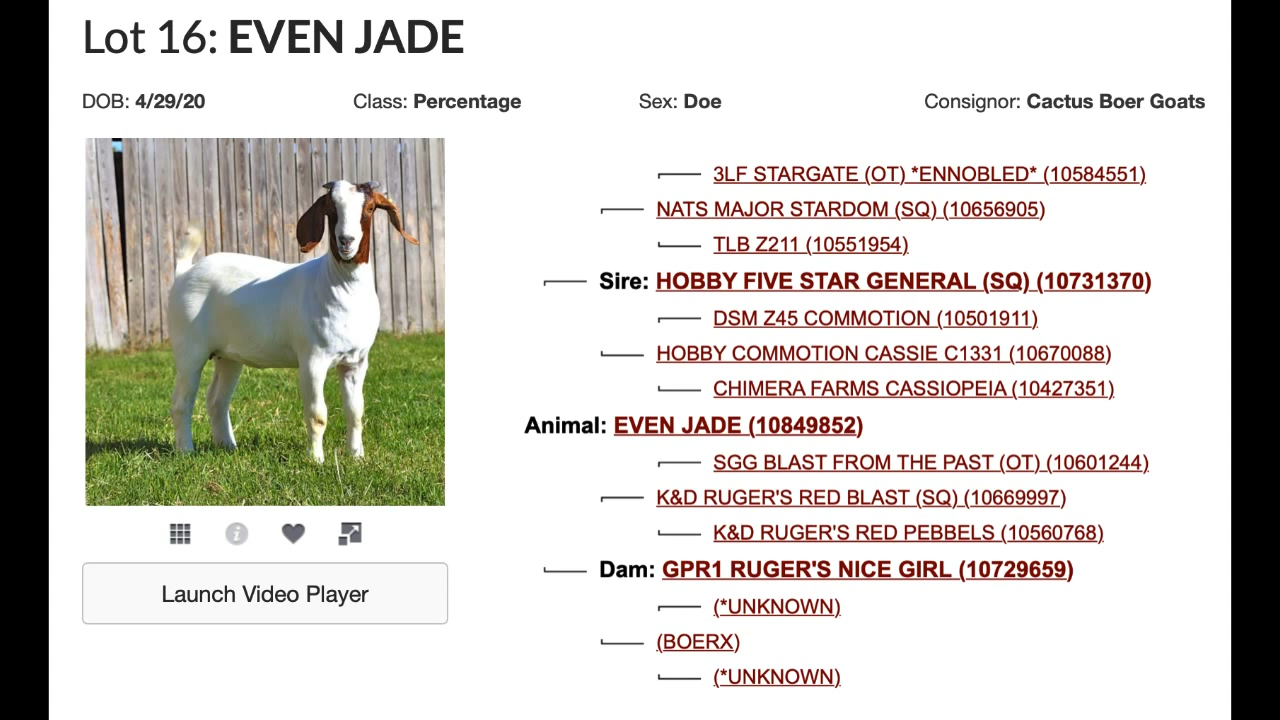 Lot 16: EVEN JADE
DOB: 4/29/20 Class: Percentage Sex: Doe Consignor: Cactus Boer Goats
3LF STARGATE (OT) *ENNOBLED* (10584551)
NATS MAJOR STARDOM (SQ) (10656905)
TLB Z211 (10551954)
Sire: HOBBY FIVE STAR GENERAL (SQ) (10731370)
DSM Z45 COMMOTION (10501911)
HOBBY COMMOTION CASSIE C1331 (10670088)
CHIMERA FARMS CASSIOPEIA (10427351)
Animal: EVEN JADE (10849852)
SGG BLAST FROM THE PAST (OT) (10601244)
K&D RUGER'S RED BLAST (SQ) (10669997)
K&D RUGER'S RED PEBBELS (10560768)
Dam: GPR1 RUGER'S NICE GIRL (10729659)
(*UNKNOWN)
(BOERX)
(*UNKNOWN)
Launch Video Player